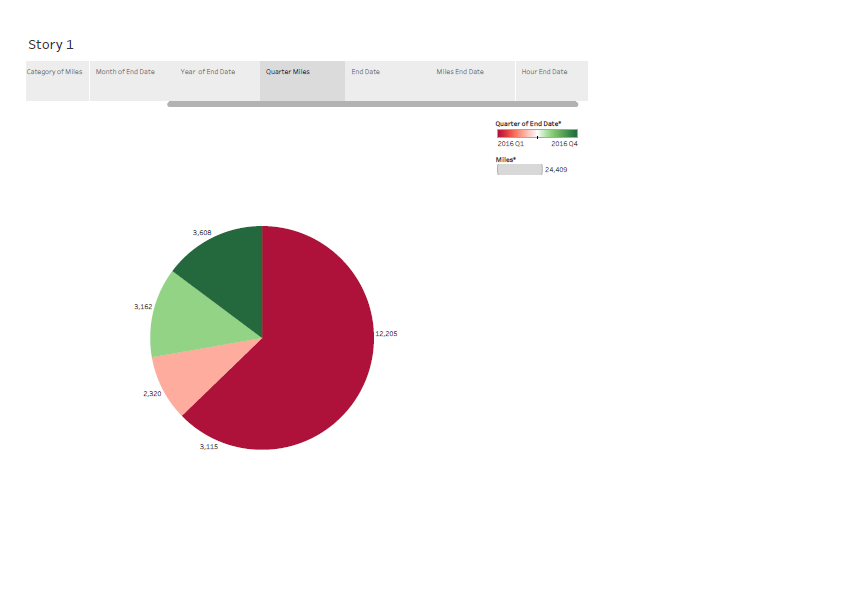 Story 1
Category of Miles
Month of End Date
Year of End Date
Quarter Miles
End Date
Miles End Date
Hour End Date
Quarter of End Date*
2016 Q1 2016 Q4
Miles*
24,409
3,608
3,162
12,205
2,320
3,115